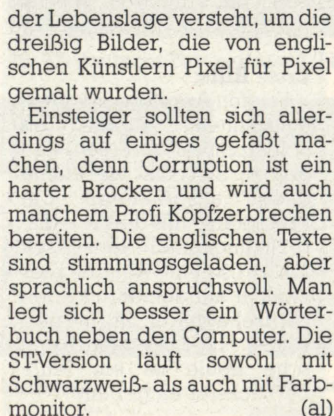 der Lebenslage versteht, um die
dreißig Bilder, die von engli-
schen Künstlern Pixel für Pixel
gemalt wurden.
Einsteiger sollten sich aller-
dings auf einiges gefaßt ma-
chen, denn Corruption ist ein
harter Brocken und wird auch
manchem Profi Kopfzerbrechen
bereiten. Die englischen Texte
sind stimmungsgeladen, aber
sprachlich anspruchsvoll. Man
legt sich besser ein Wörter-
buch neben den Computer. Die
ST-Version läuft sowohl mit
Schwarzweiß- als auch mit Farb-
monitor. (al)